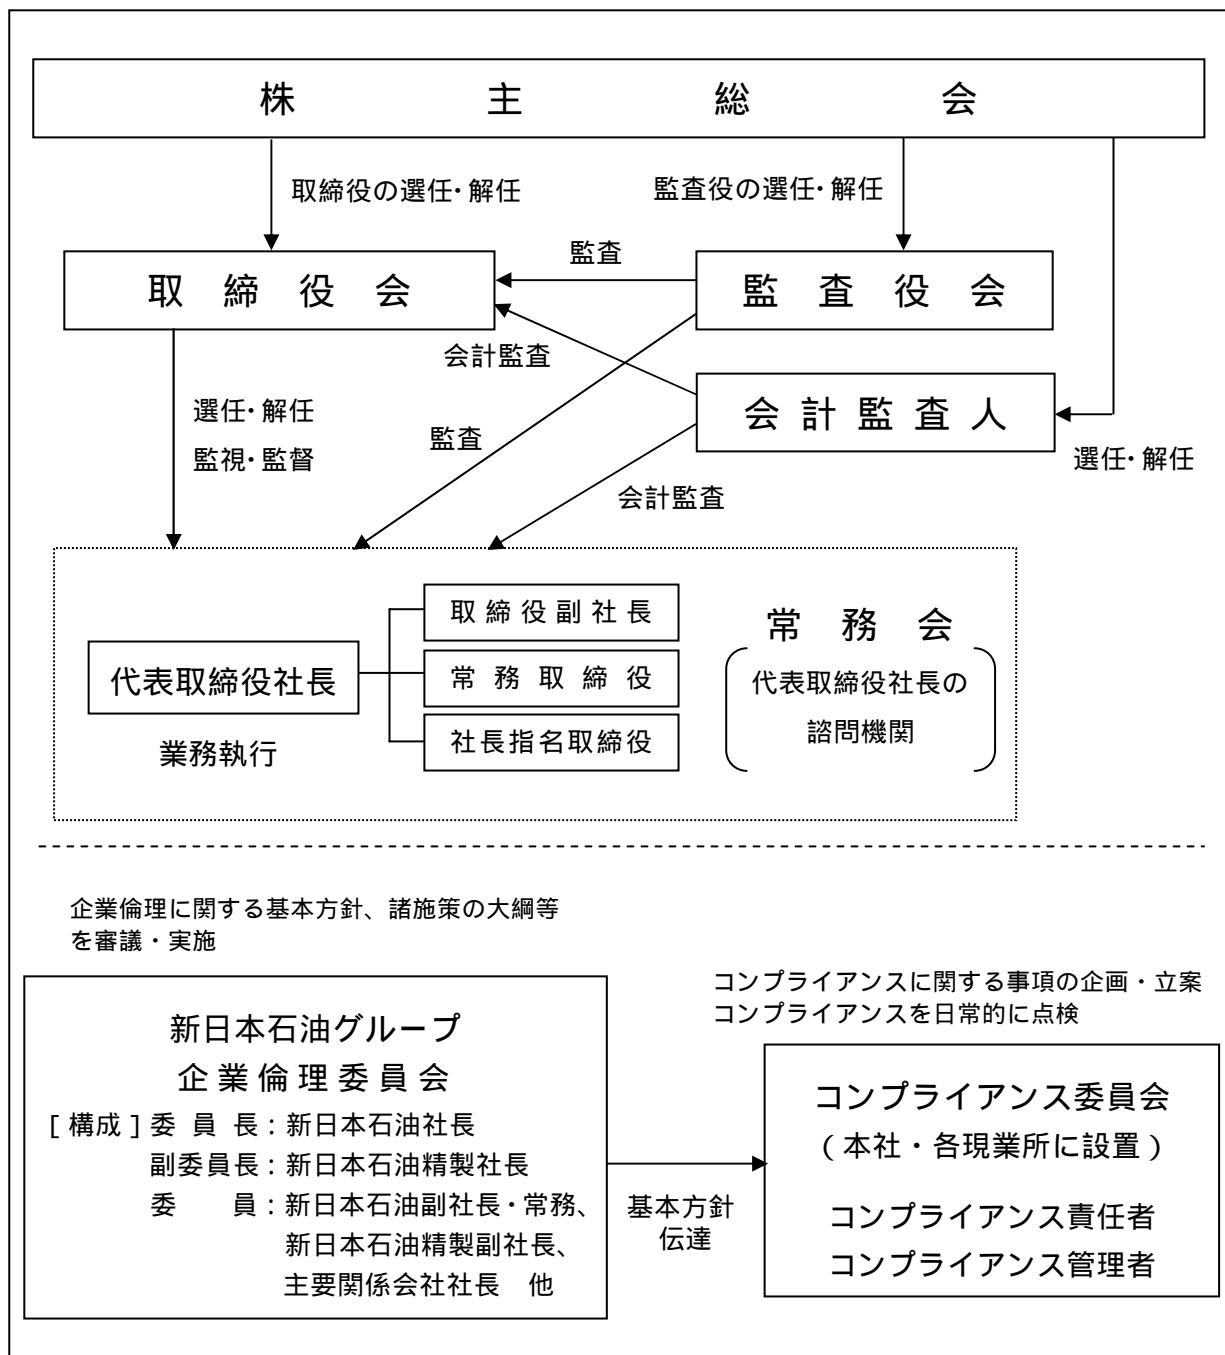 株主総会
取締役の選任・解任
監査役の選任・解任
監査
取締役会
監査役会
会計監査
会計監査人
選任・解任
監視・監督
監査
選任・解任
会計監査
取締役副社長
常務会
代表取締役社長
常務取締役
代表取締役社長の
諮問機関
社長指名取締役
業務執行
企業倫理に関する基本方針、諸施策の大綱等
を審議・実施
コンプライアンスに関する事項の企画・立案
コンプライアンスを日常的に点検
新日本石油グループ
企業倫理委員会
[構成]委員長:新日本石油社長
副委員長:新日本石油精製社長
委員:新日本石油副社長・常務、
新日本石油精製副社長、
主要関係会社社長 他
基本方針
伝達
コンプライアンス委員会
(本社・各現業所に設置)
コンプライアンス責任者
コンプライアンス管理者